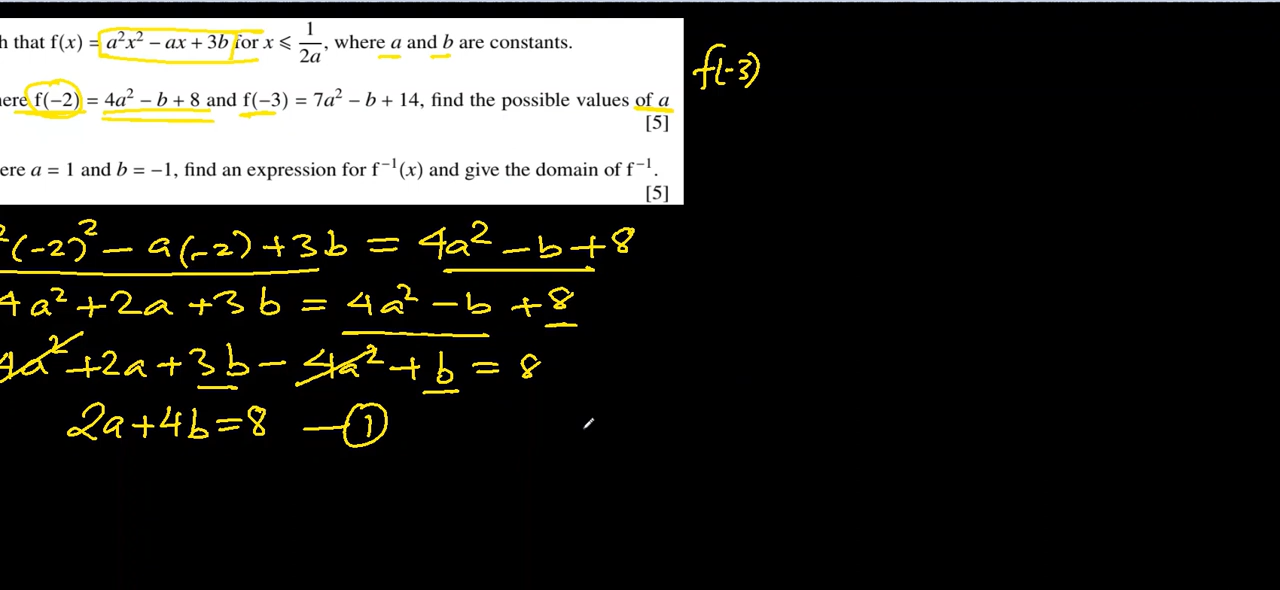 h that f(x) = a²x² − ax + 3b for x ⩽ 1/2a, where a and b are constants.
ere f(−2) = 4a² − b + 8 and f(−3) = 7a² − b + 14, find the possible values of a
[5]
ere a = 1 and b = −1, find an expression for f⁻¹(x) and give the domain of f⁻¹.
[5]
f(-3)
²(-2)² - a(-2) + 3b = 4a² - b + 8
4a² + 2a + 3b = 4a² - b + 8
4a² + 2a + 3b - 4a² + b = 8
2a + 4b = 8 — ①